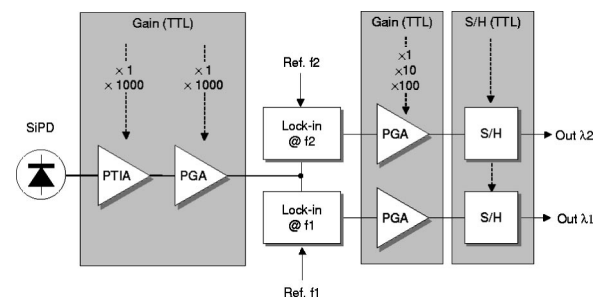 Gain (TTL)
× 1
× 1000
× 1
× 1000
SiPD
PTIA
PGA
Ref. f2
Lock-in
@ f2
Lock-in
@ f1
Ref. f1
Gain (TTL)
×1
×10
×100
PGA
PGA
S/H (TTL)
S/H
S/H
Out λ2
Out λ1